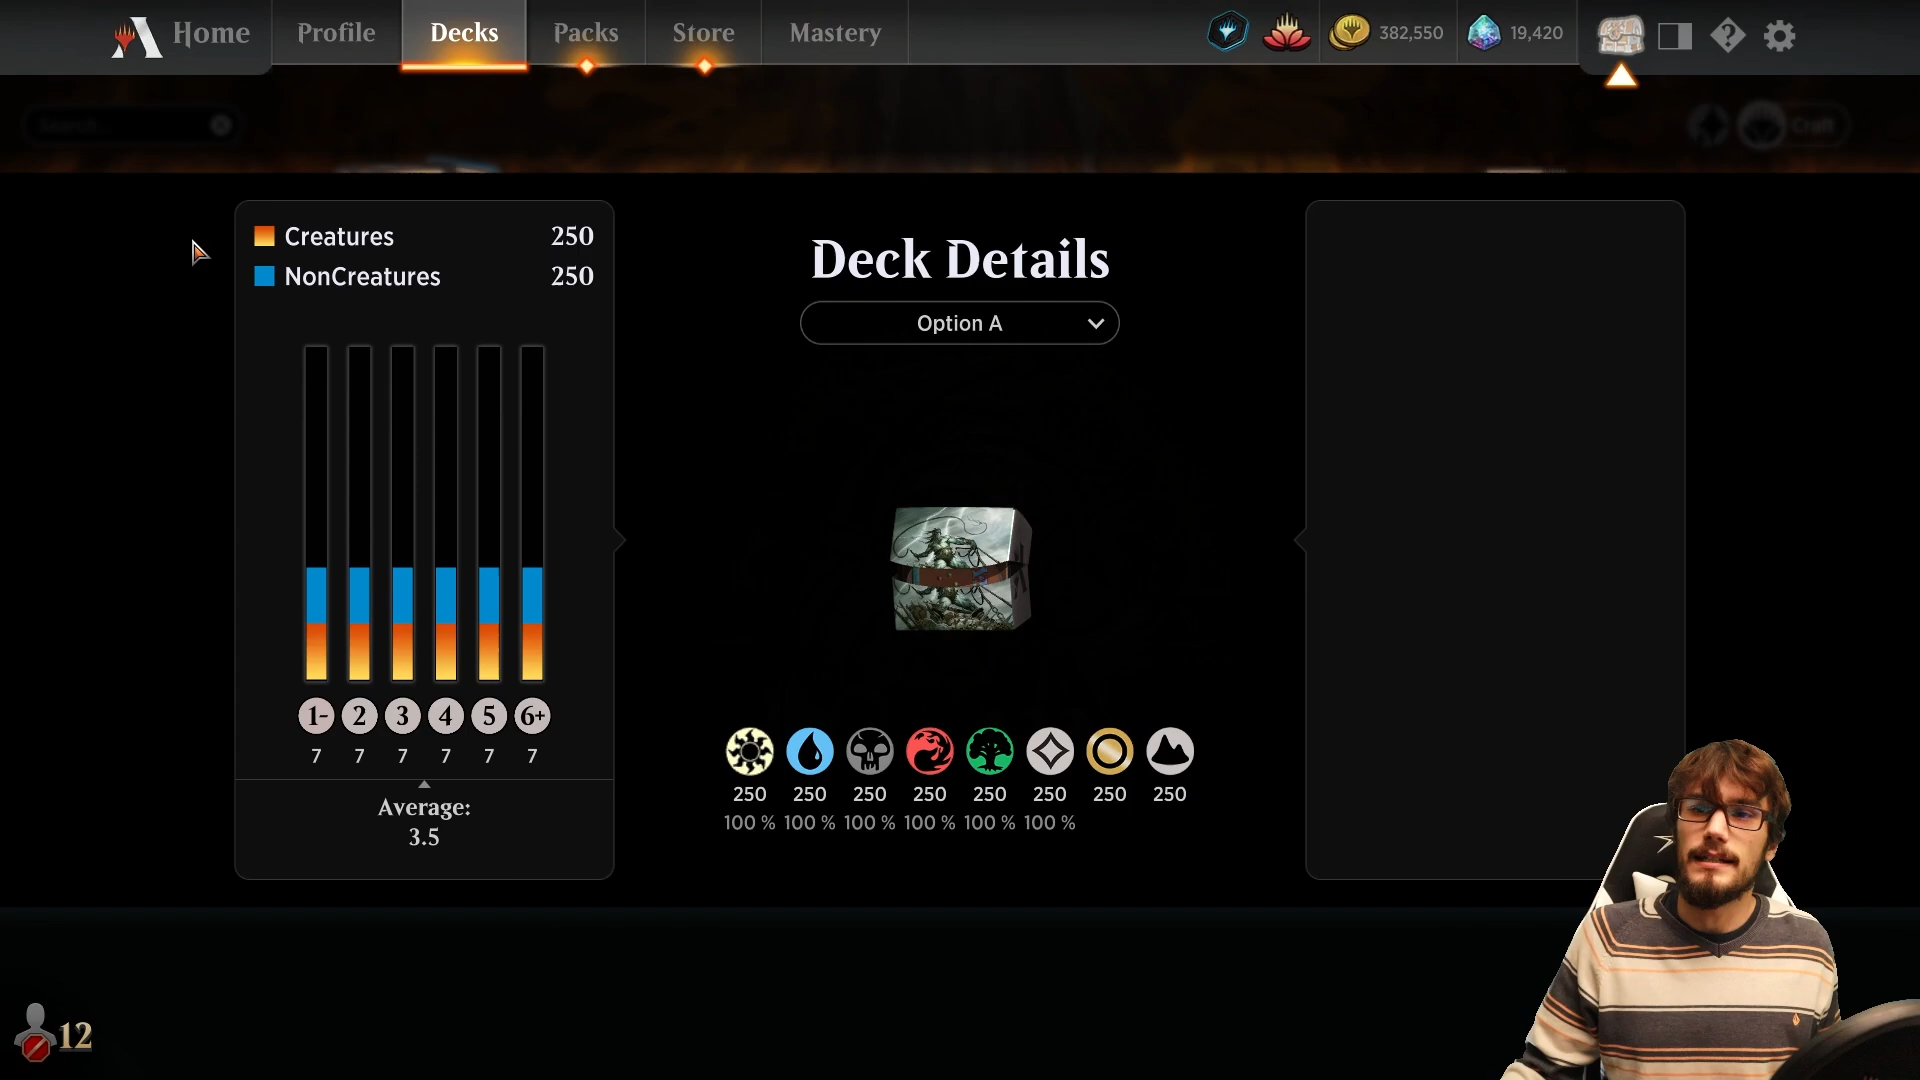 Home
Profile
Decks
Packs
Store
Mastery
382,550
19,420
Search...
Craft
Creatures 250
NonCreatures 250
1- 2 3 4 5 6+
7 7 7 7 7 7
Average:
3.5
Deck Details
Option A
250 250 250 250 250 250 250 250
100 % 100 % 100 % 100 % 100 % 100 %
12